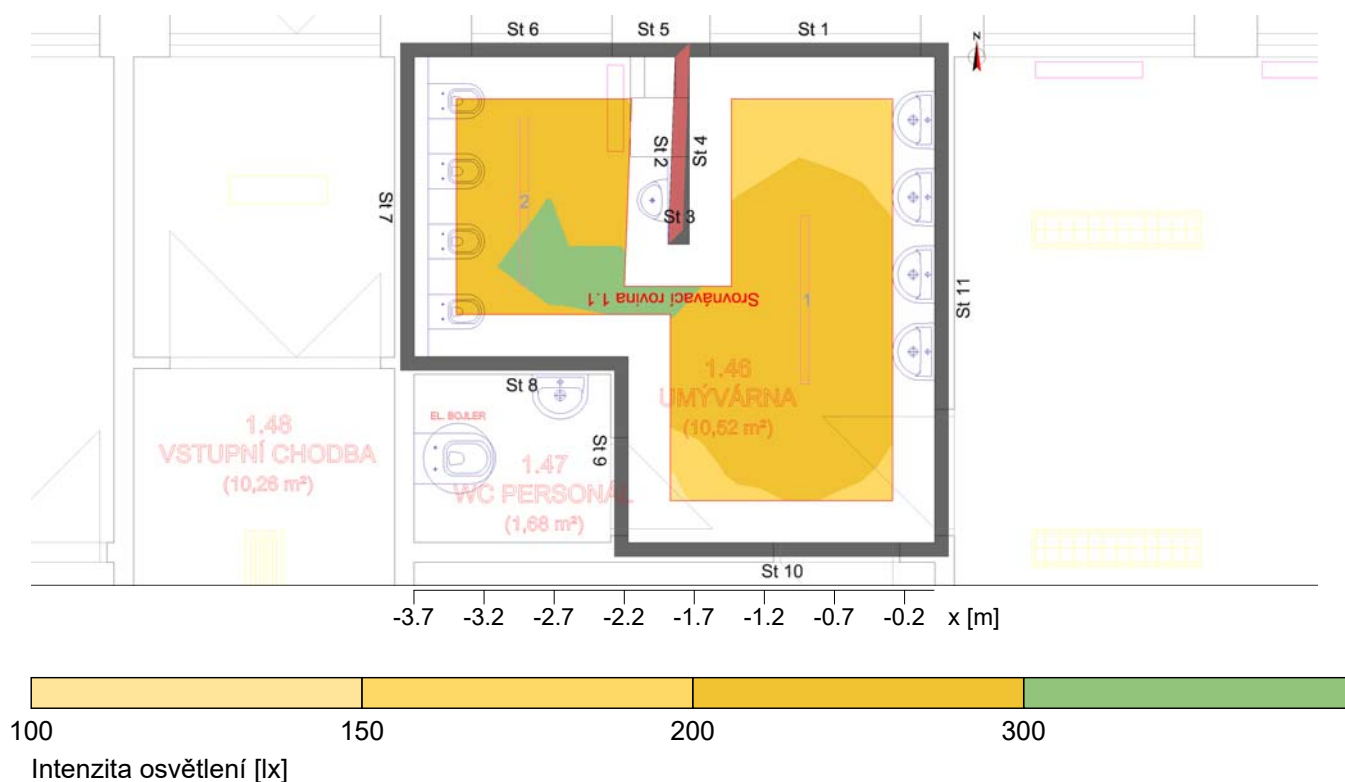 St 6
St 5
St 1
z
St 7
St 2
St 4
2
St 3
St 11
Srovnávací rovina 1.1
1
1.46
UMÝVÁRNA
(10,52 m²)
St 8
EL. BOJLER
1.48
VSTUPNÍ CHODBA
(10,26 m²)
St 9
1.47
WC PERSONÁL
(1,68 m²)
St 10
-3.7 -3.2 -2.7 -2.2 -1.7 -1.2 -0.7 -0.2 x [m]
100 150 200 300
Intenzita osvětlení [lx]